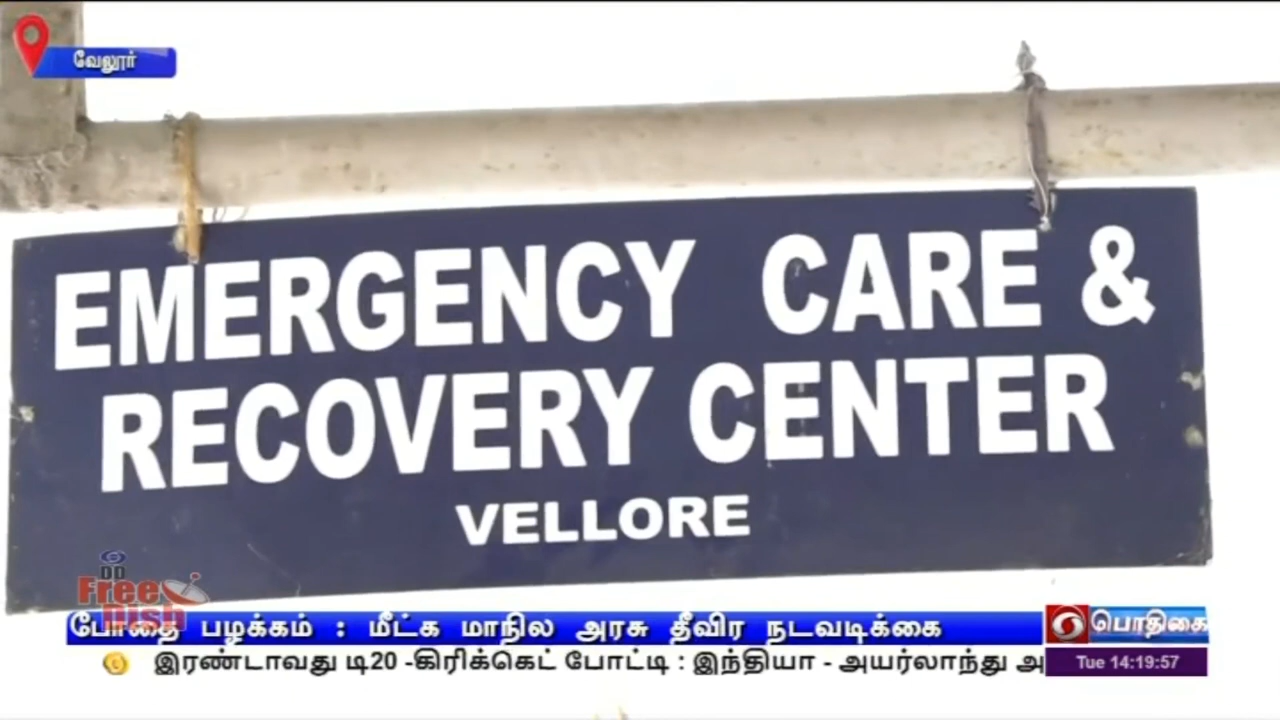 வேலூர்
EMERGENCY CARE &
RECOVERY CENTER
VELLORE
DD
Free
Dish
போதை பழக்கம் : மீட்க மாநில அரசு தீவிர நடவடிக்கை
பொதிகை
இரண்டாவது டி20 -கிரிக்கெட் போட்டி : இந்தியா - அயர்லாந்து அ
Tue 14:19:57